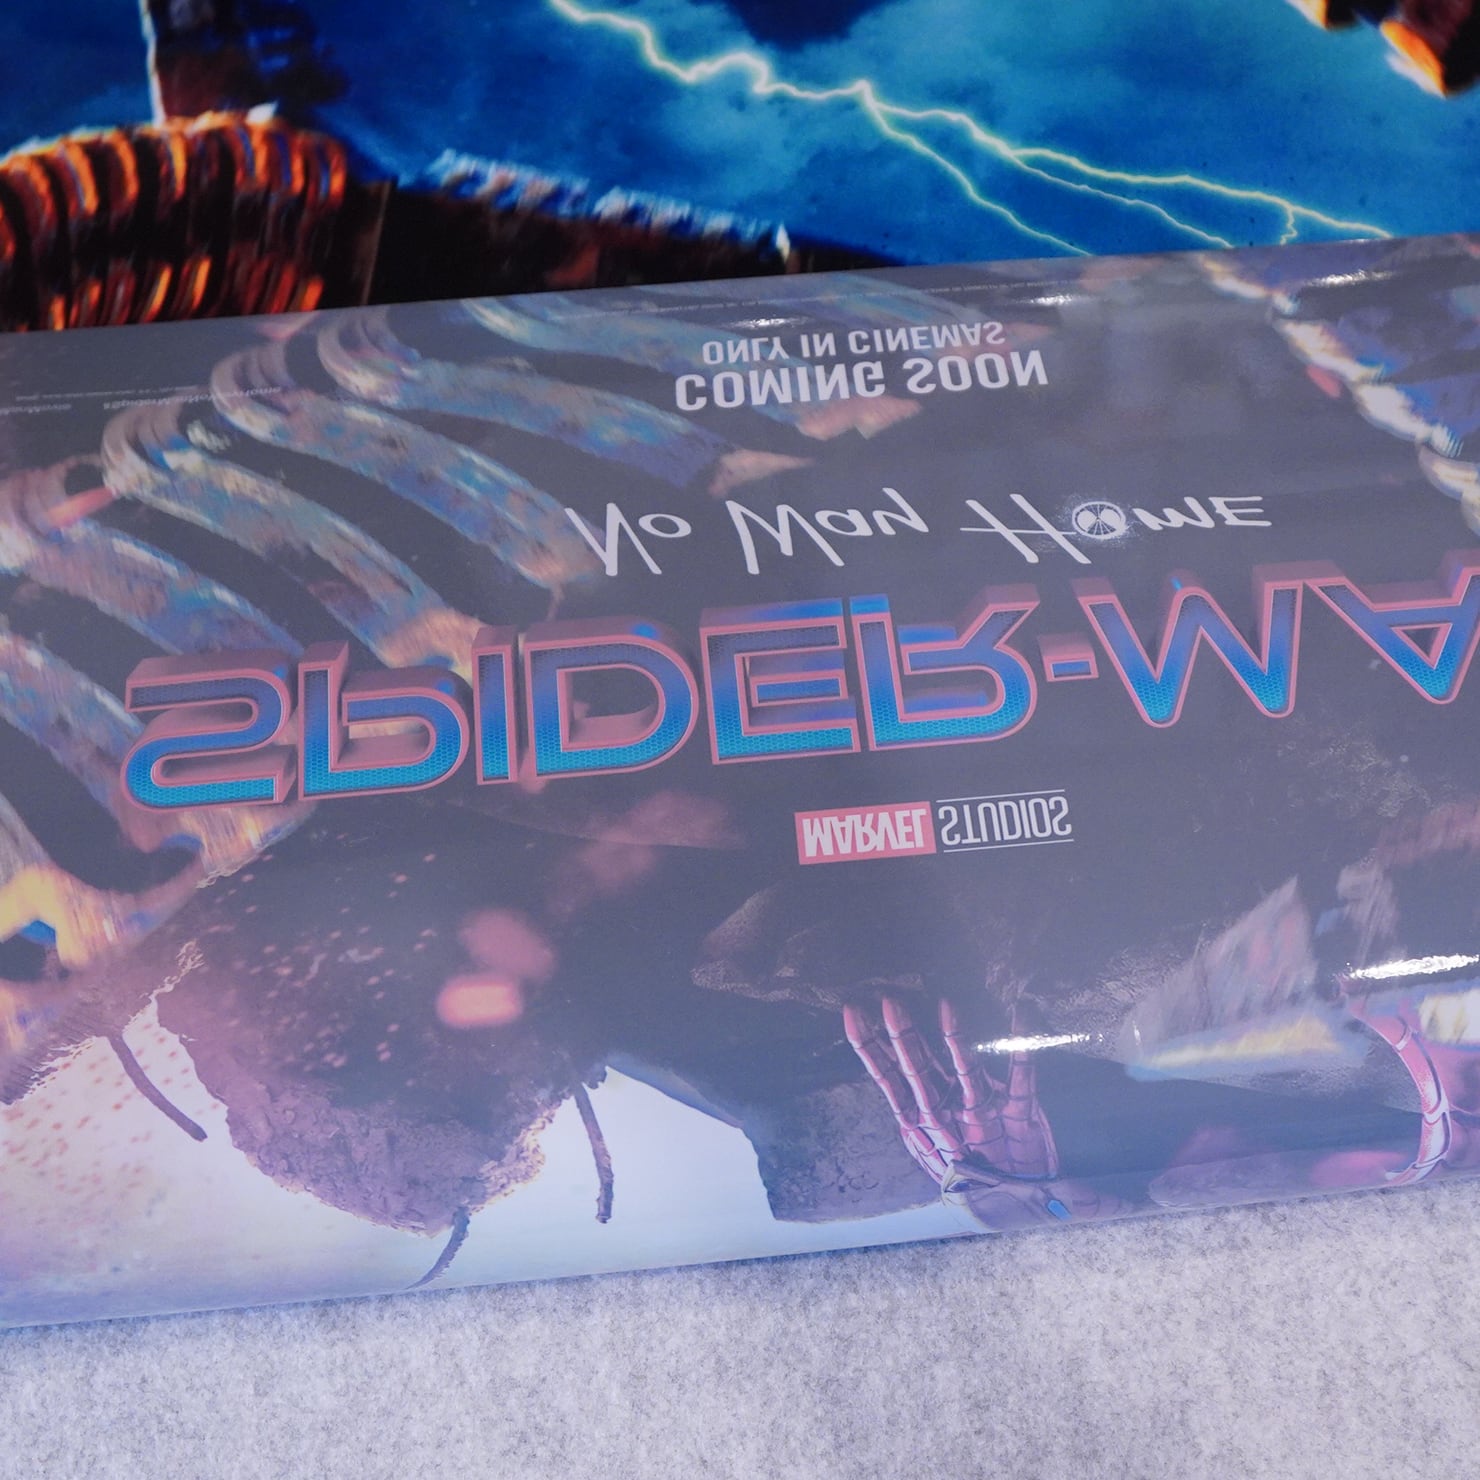 MARVEL STUDIOS
SPIDER-MA
No Way Home
COMING SOON
ONLY IN CINEMAS